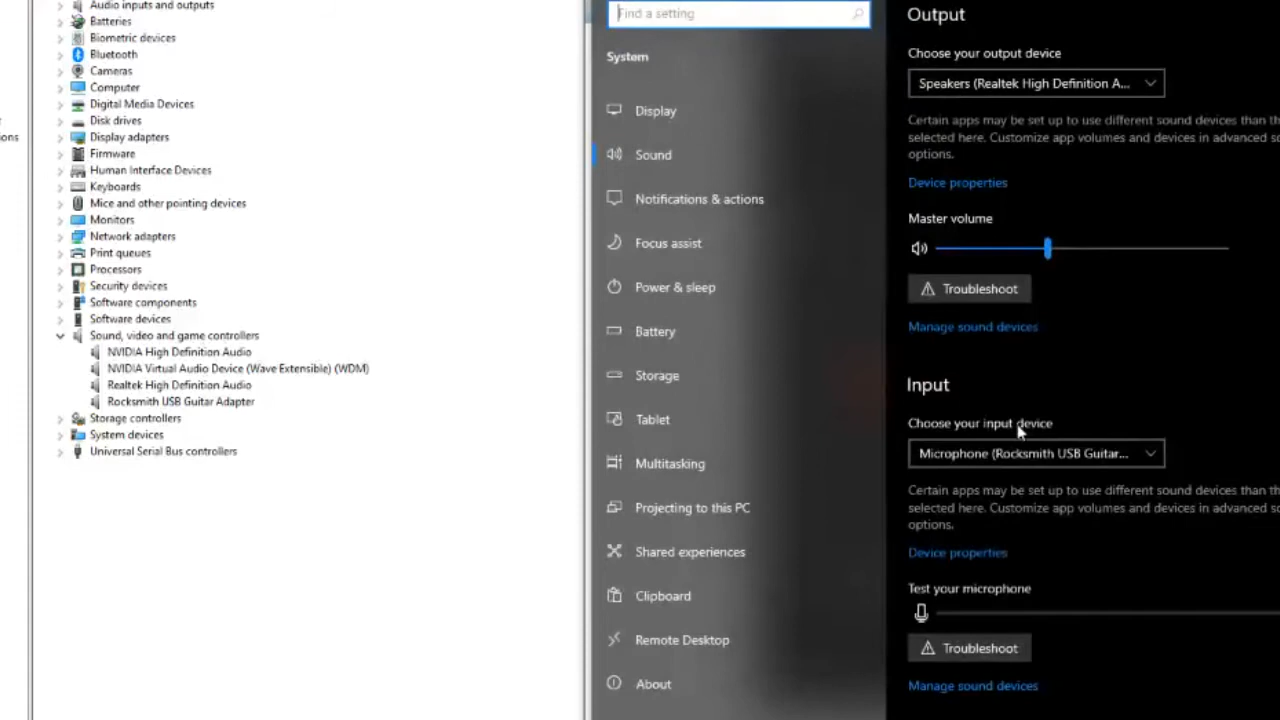 Audio inputs and outputs
Batteries
Biometric devices
Bluetooth
Cameras
Computer
Digital Media Devices
Disk drives
ons
Display adapters
Firmware
Human Interface Devices
Keyboards
Mice and other pointing devices
Monitors
Network adapters
Print queues
Processors
Security devices
Software components
Software devices
Sound, video and game controllers
NVIDIA High Definition Audio
NVIDIA Virtual Audio Device (Wave Extensible) (WDM)
Realtek High Definition Audio
Rocksmith USB Guitar Adapter
Storage controllers
System devices
Universal Serial Bus controllers
Find a setting
System
Display
Sound
Notifications & actions
Focus assist
Power & sleep
Battery
Storage
Tablet
Multitasking
Projecting to this PC
Shared experiences
Clipboard
Remote Desktop
About
Output
Choose your output device
Speakers (Realtek High Definition A...
Certain apps may be set up to use different sound devices than th
selected here. Customize app volumes and devices in advanced so
options.
Device properties
Master volume
Troubleshoot
Manage sound devices
Input
Choose your input device
Microphone (Rocksmith USB Guitar...
Certain apps may be set up to use different sound devices than th
selected here. Customize app volumes and devices in advanced so
options.
Device properties
Test your microphone
Troubleshoot
Manage sound devices